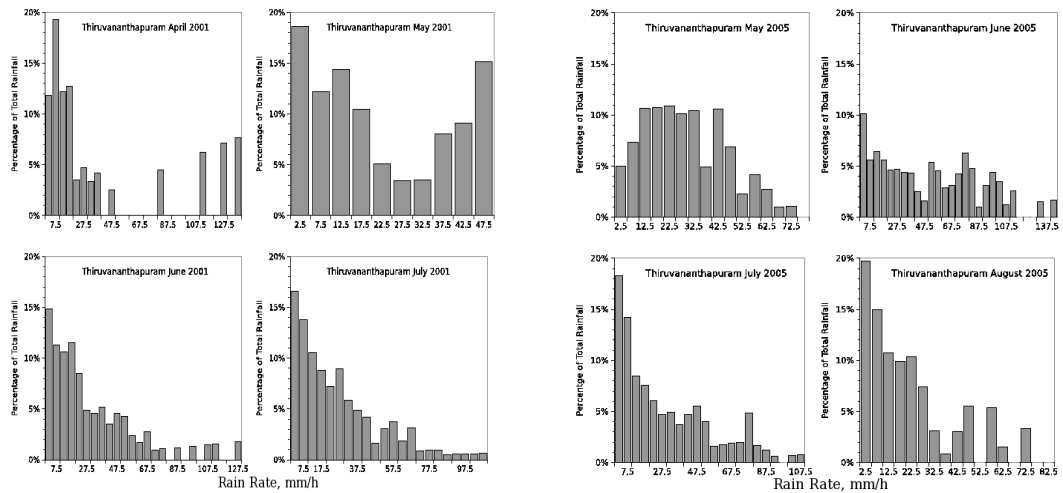 Thiruvananthapuram April 2001
Percentage of Total Rainfall
20%
15%
10%
5%
0%
7.5 27.5 47.5 67.5 87.5 107.5 127.5
Thiruvananthapuram May 2001
Percentage of Total Rainfall
20%
15%
10%
5%
0%
2.5 7.5 12.5 17.5 22.5 27.5 32.5 37.5 42.5 47.5
Thiruvananthapuram May 2005
Percentage of Total Rainfall
20%
15%
10%
5%
0%
2.5 12.5 22.5 32.5 42.5 52.5 62.5 72.5
Thiruvananthapuram June 2005
Percentage of Total Rainfall
20%
15%
10%
5%
0%
7.5 27.5 47.5 67.5 87.5 107.5 137.5
Thiruvananthapuram June 2001
Percentage of Total Rainfall
20%
15%
10%
5%
0%
7.5 27.5 47.5 67.5 87.5 107.5 127.5
Thiruvananthapuram July 2001
Percentage of Total Rainfall
20%
15%
10%
5%
0%
7.5 17.5 37.5 57.5 77.5 97.5
Thiruvananthapuram July 2005
Percentge of Total Rainfall
20%
15%
10%
5%
0%
7.5 27.5 47.5 67.5 87.5 107.5
Thiruvananthapuram August 2005
Percentage of Total Rainfall
20%
15%
10%
5%
0%
2.5 12.5 22.5 32.5 42.5 52.5 62.5 72.5 82.5
Rain Rate, mm/h
Rain Rate, mm/h